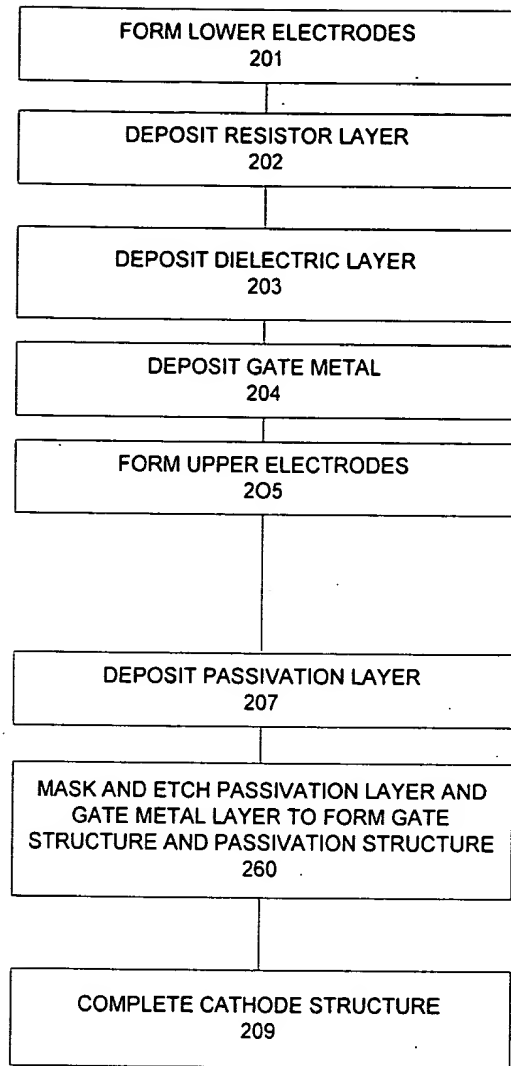 FORM LOWER ELECTRODES
201
DEPOSIT RESISTOR LAYER
202
DEPOSIT DIELECTRIC LAYER
203
DEPOSIT GATE METAL
204
FORM UPPER ELECTRODES
2O5
DEPOSIT PASSIVATION LAYER
207
MASK AND ETCH PASSIVATION LAYER AND
GATE METAL LAYER TO FORM GATE
STRUCTURE AND PASSIVATION STRUCTURE
260
COMPLETE CATHODE STRUCTURE
209